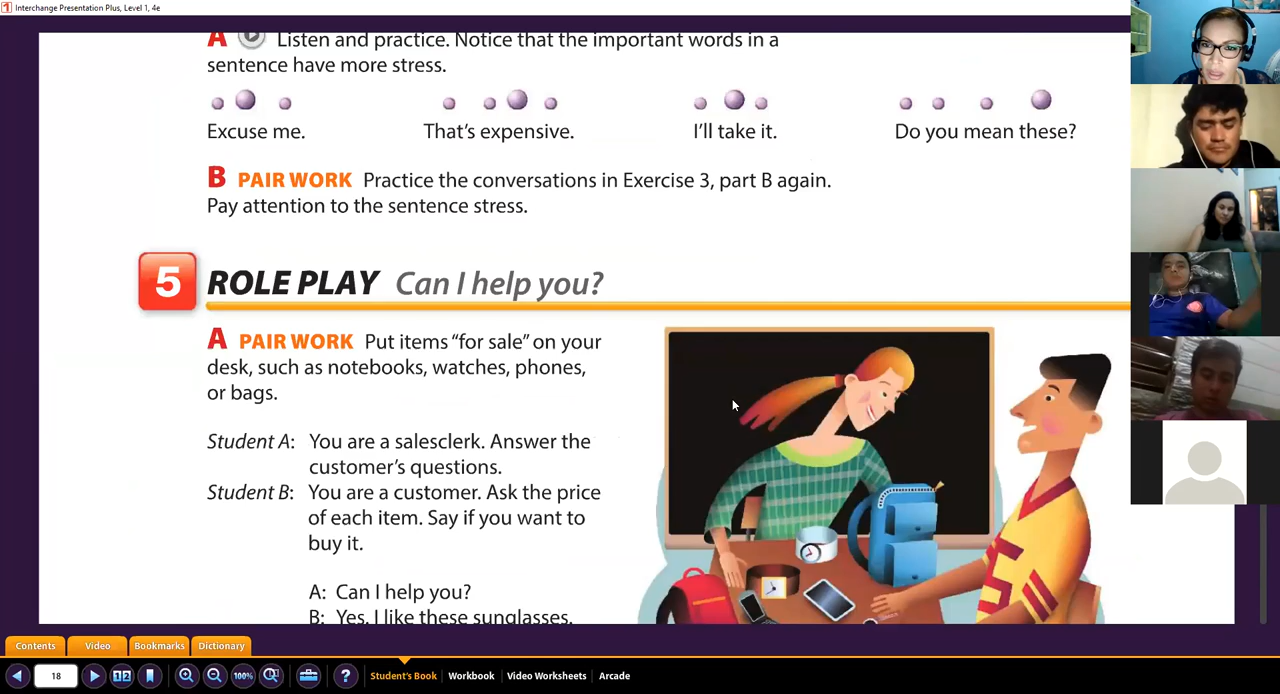 Interchange Presentation Plus, Level 1, 4e
A Listen and practice. Notice that the important words in a
sentence have more stress.
Excuse me. That's expensive. I'll take it. Do you mean these?
B PAIR WORK Practice the conversations in Exercise 3, part B again.
Pay attention to the sentence stress.
5 ROLE PLAY Can I help you?
A PAIR WORK Put items “for sale” on your
desk, such as notebooks, watches, phones,
or bags.
Student A: You are a salesclerk. Answer the
customer's questions.
Student B: You are a customer. Ask the price
of each item. Say if you want to
buy it.
A: Can I help you?
B: Yes. I like these sunglasses.
Contents Video Bookmarks Dictionary
18 1 2 100% ? Student's Book Workbook Video Worksheets Arcade